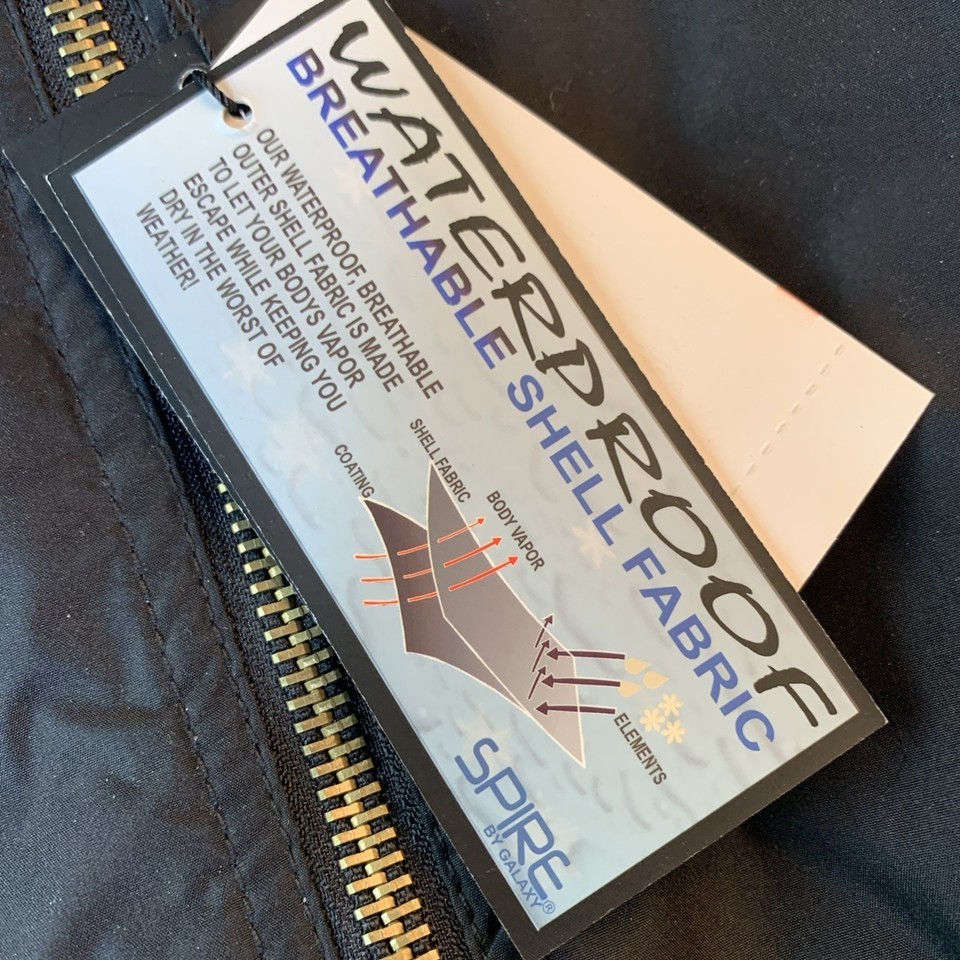 WATERPROOF
BREATHABLE SHELL FABRIC
OUR WATERPROOF, BREATHABLE
OUTER SHELL FABRIC IS MADE
TO LET YOUR BODYS VAPOR
ESCAPE WHILE KEEPING YOU
DRY IN THE WORST OF
WEATHER!
COATING
SHELL FABRIC
BODY VAPOR
ELEMENTS
SPIRE
BY GALAXY®